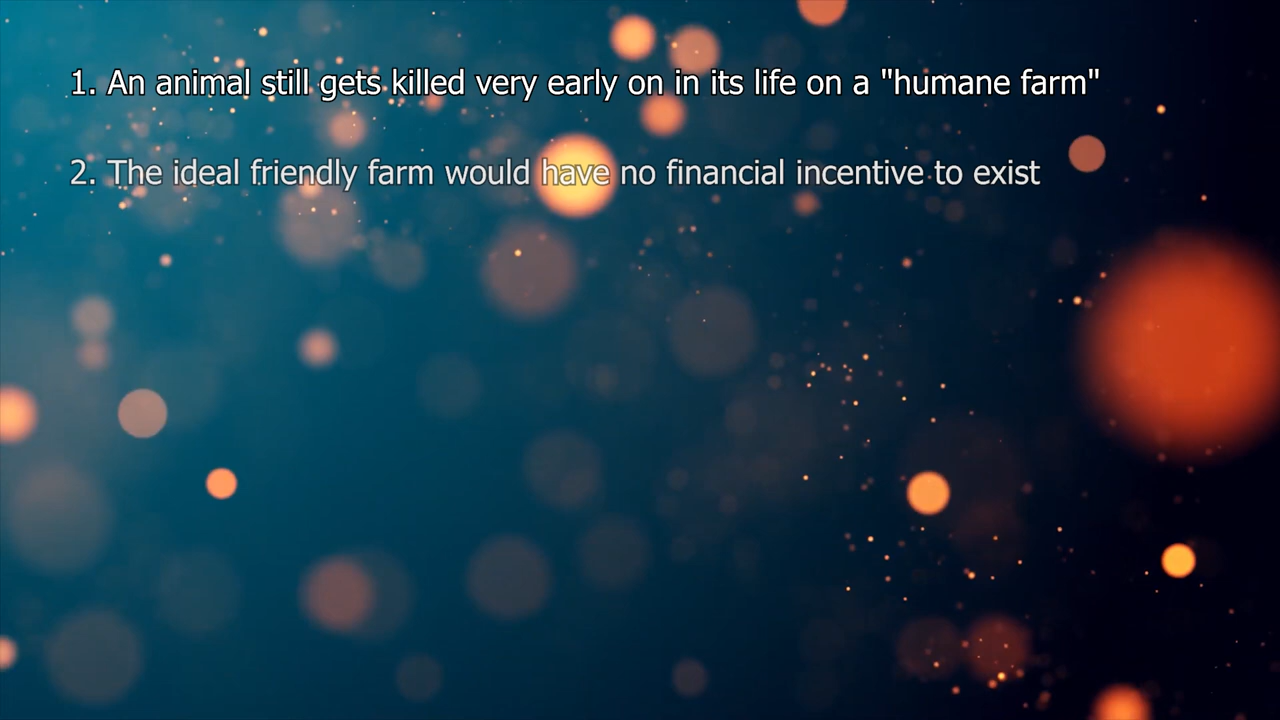 1. An animal still gets killed very early on in its life on a "humane farm"
2. The ideal friendly farm would have no financial incentive to exist